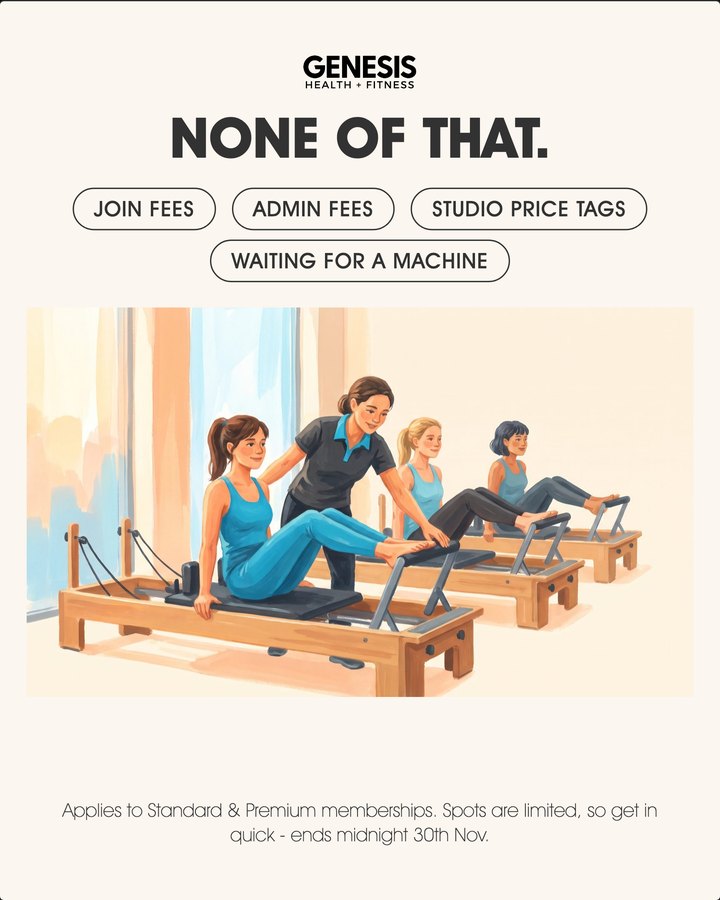 GENESIS
HEALTH + FITNESS
NONE OF THAT.
JOIN FEES
ADMIN FEES
STUDIO PRICE TAGS
WAITING FOR A MACHINE
Applies to Standard & Premium memberships. Spots are limited, so get in
quick - ends midnight 30th Nov.